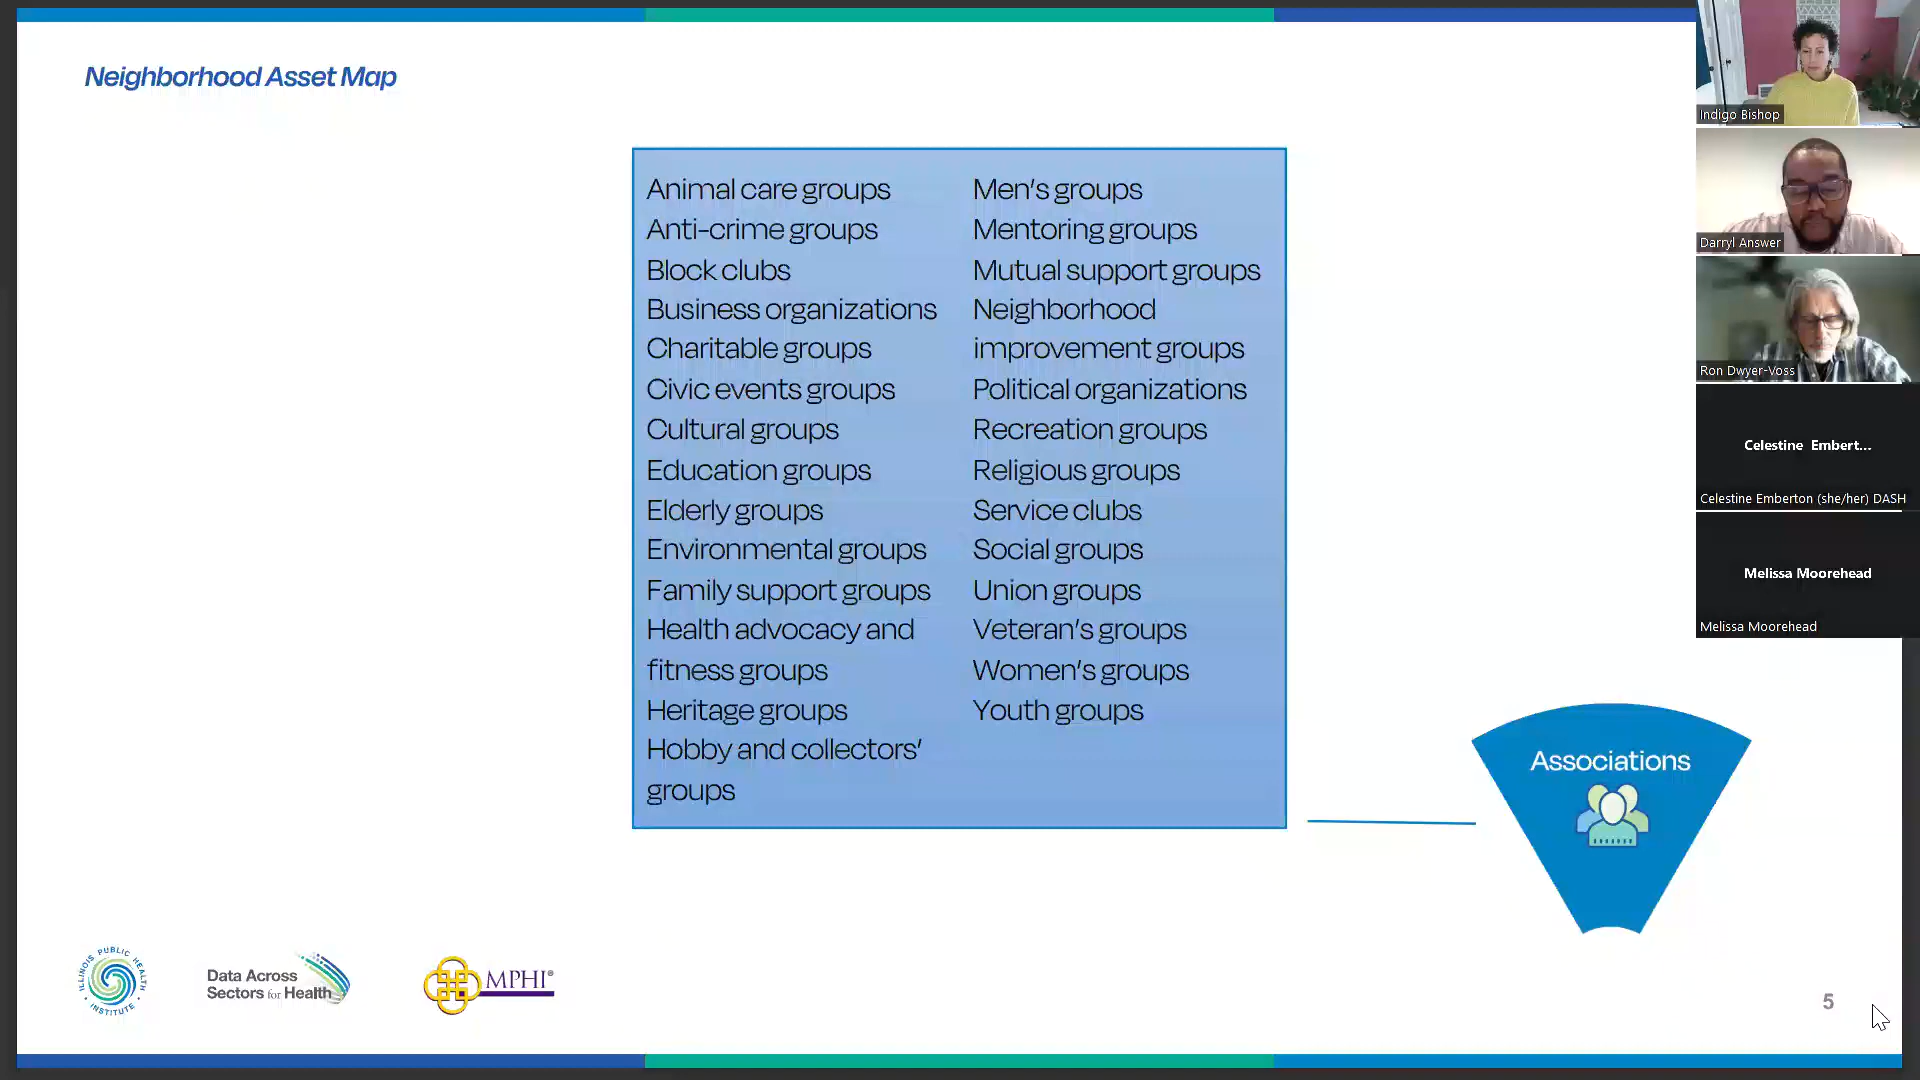 Neighborhood Asset Map
Animal care groups
Anti-crime groups
Block clubs
Business organizations
Charitable groups
Civic events groups
Cultural groups
Education groups
Elderly groups
Environmental groups
Family support groups
Health advocacy and
fitness groups
Heritage groups
Hobby and collectors'
groups
Men's groups
Mentoring groups
Mutual support groups
Neighborhood
improvement groups
Political organizations
Recreation groups
Religious groups
Service clubs
Social groups
Union groups
Veteran's groups
Women's groups
Youth groups
Associations
ILLINOIS PUBLIC HEALTH
INSTITUTE
Data Across
Sectors for Health
MPHI®
5
Indigo Bishop
Darryl Answer
Ron Dwyer-Voss
Celestine Embert...
Celestine Emberton (she/her) DASH
Melissa Moorehead
Melissa Moorehead